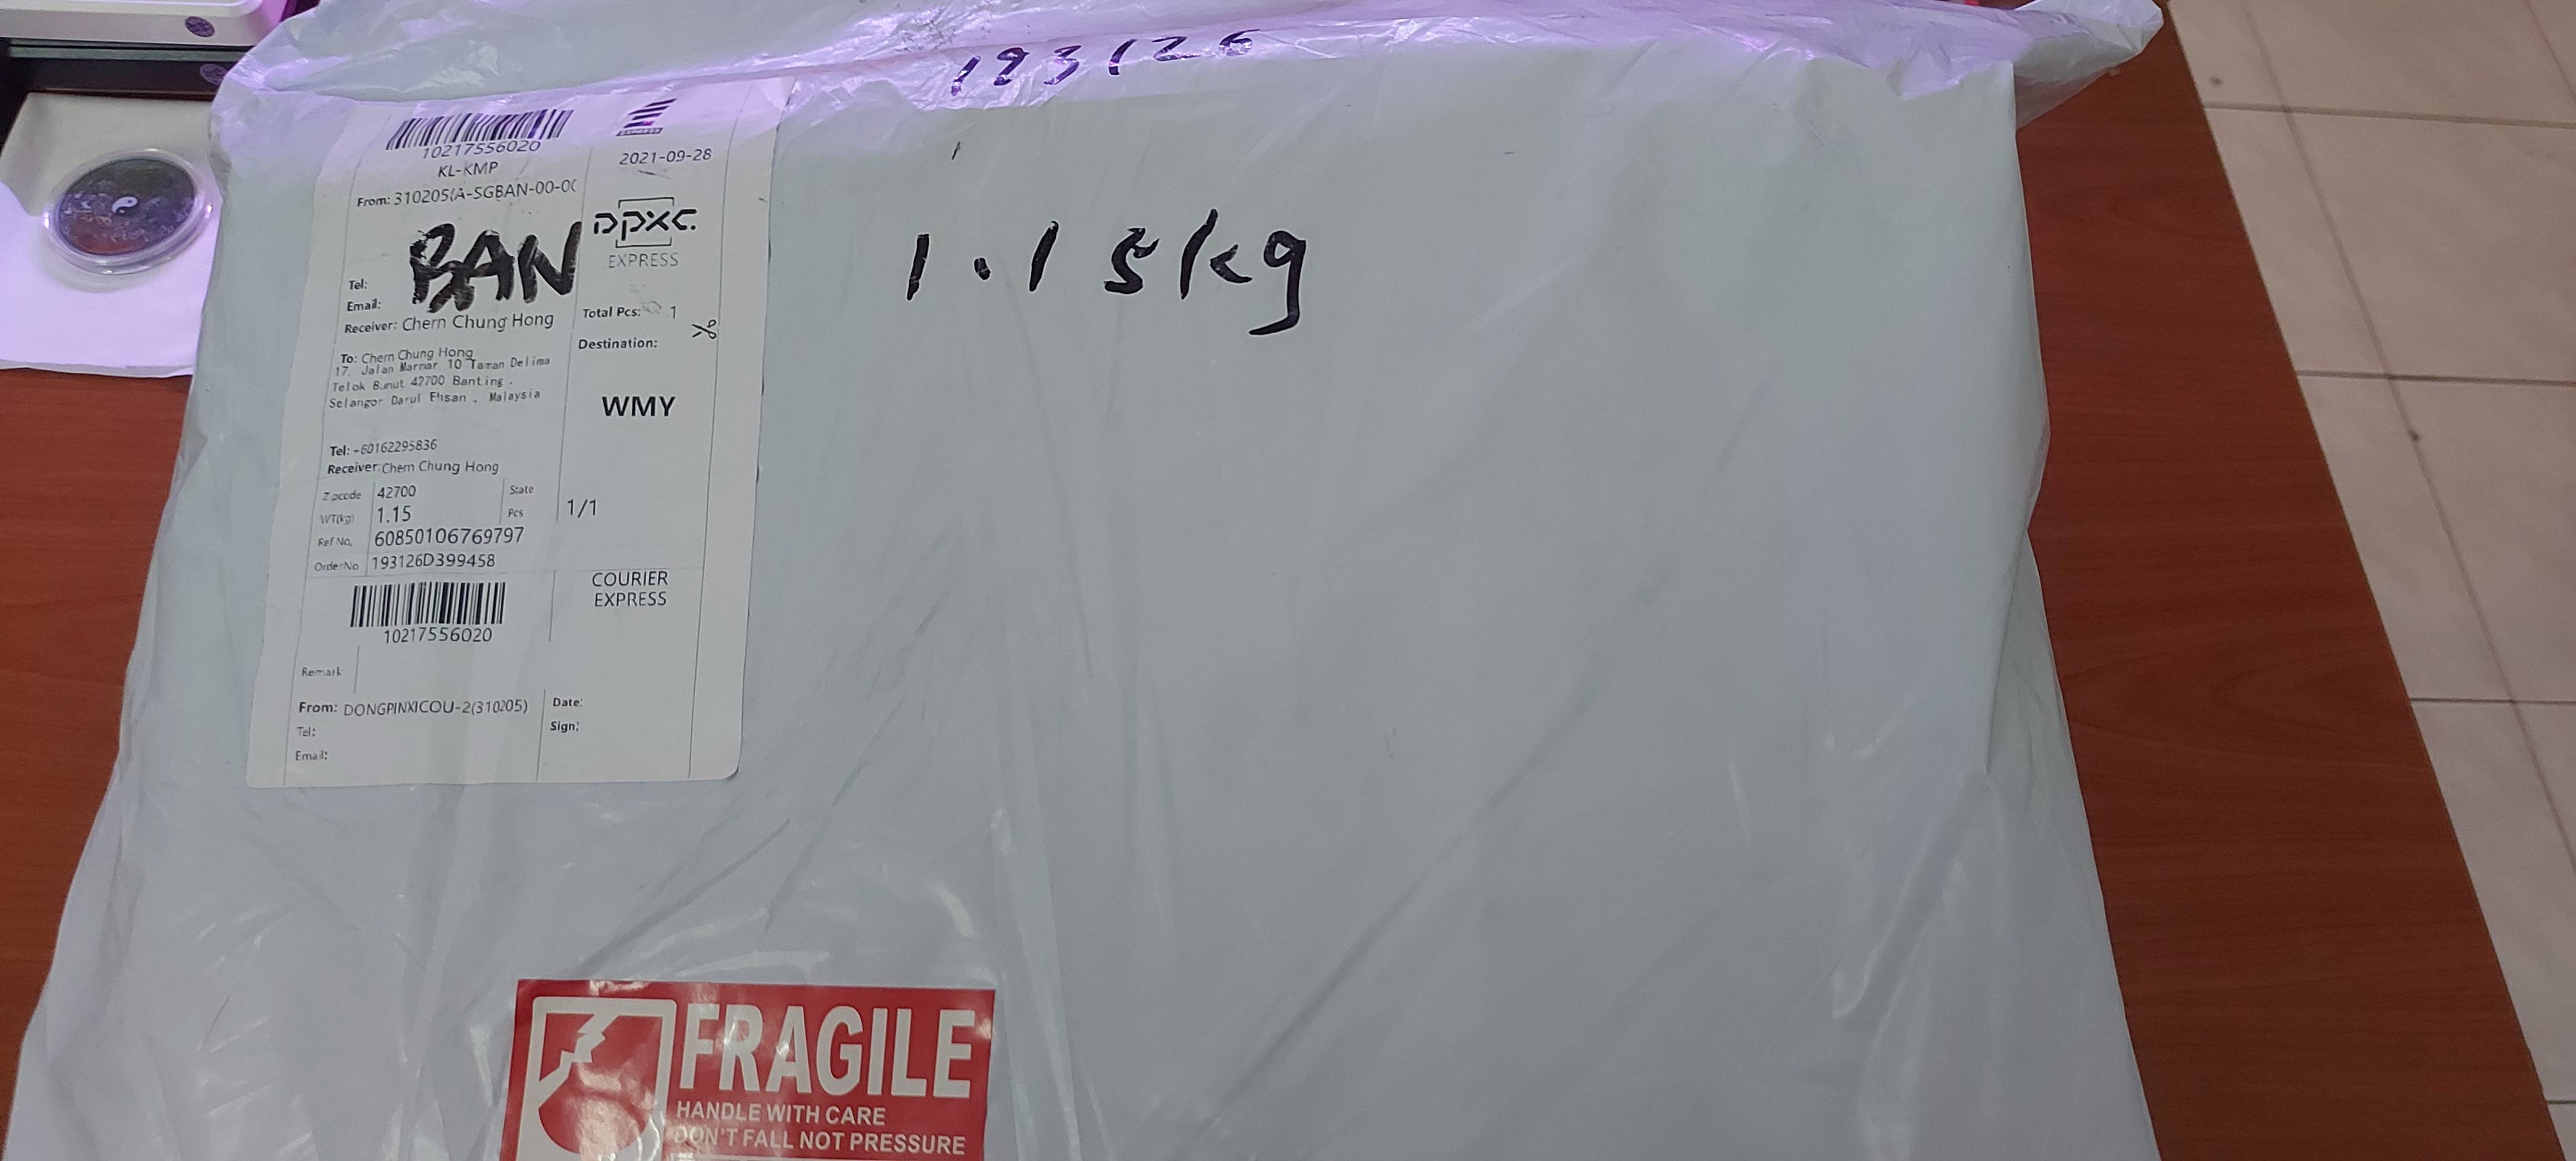 193126
10217556020
KL-KMP
From: 310205(A-SGBAN-00-0(
EXPRESS
2021-09-28
BAN
DPXC.
EXPRESS
Tel:
Email:
Receiver: Chern Chung Hong
Total Pcs: 1
Destination:
WMY
To: Chern Chung Hong
17, Jalan Marmar 10 Taman Delima
Telok Bunut 42700 Banting .
Selangor Darul Ehsan . Malaysia
Tel: +60162295836
Receiver: Chern Chung Hong
Zipcode 42700 State
WT(kg) 1.15 Pcs 1/1
Ref No, 60850106769797
Order No 193126D399458
COURIER
EXPRESS
10217556020
Remark
From: DONGPINXICOU-2(310205)
Date:
Tel:
Sign:
Email:
1.15kg
FRAGILE
HANDLE WITH CARE
DON'T FALL NOT PRESSURE